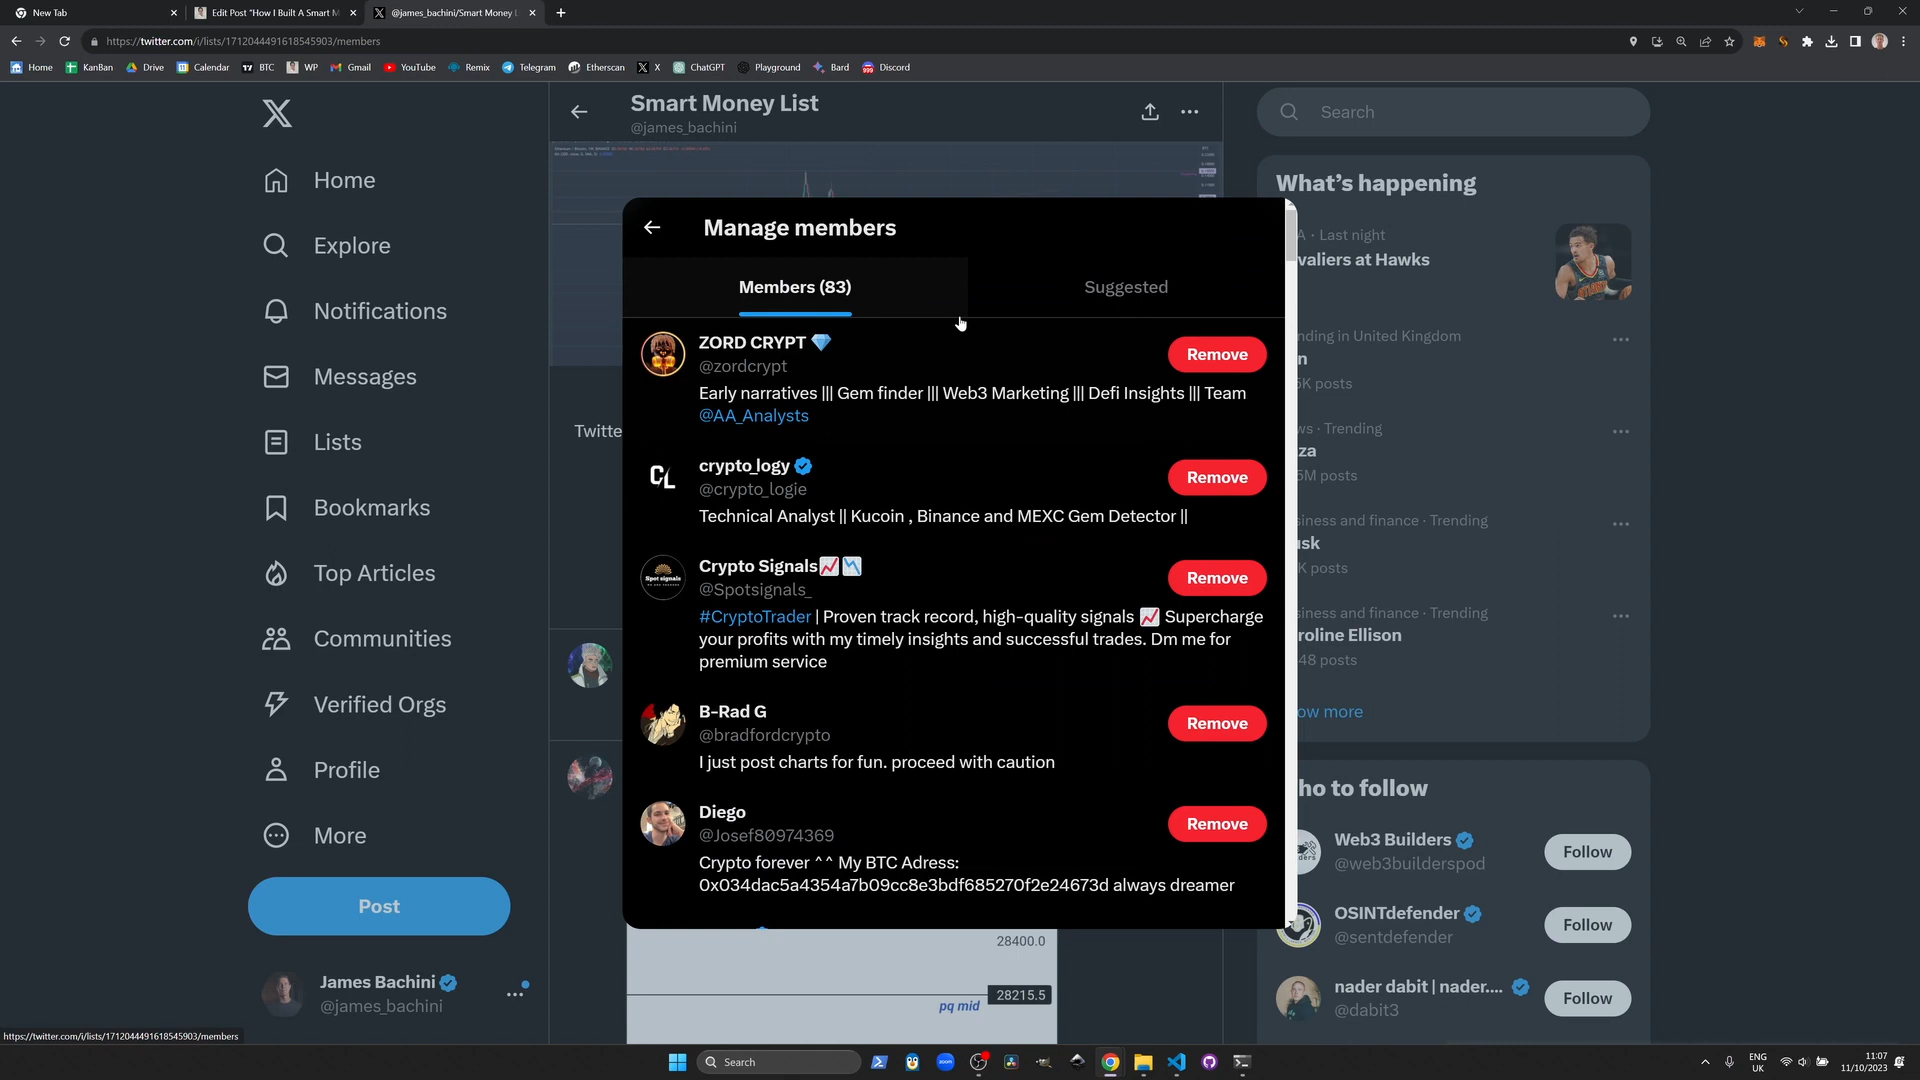 New Tab
Edit Post "How I Built A Smart M
@james_bachini/Smart Money L
https://twitter.com/i/lists/1712044491618545903/members
Home
KanBan
Drive
Calendar
BTC
WP
Gmail
YouTube
Remix
Telegram
Etherscan
X
ChatGPT
Playground
Bard
Discord
Home
Explore
Notifications
Messages
Lists
Bookmarks
Top Articles
Communities
Verified Orgs
Profile
More
Post
James Bachini
@james_bachini
https://twitter.com/i/lists/1712044491618545903/members
Smart Money List
@james_bachini
Twitte
Manage members
Members (83)
Suggested
ZORD CRYPT
@zordcrypt
Remove
Early narratives ||| Gem finder ||| Web3 Marketing ||| Defi Insights ||| Team
@AA_Analysts
crypto_logy
@crypto_logie
Remove
Technical Analyst || Kucoin , Binance and MEXC Gem Detector ||
Spot signals
Crypto Signals
@Spotsignals_
Remove
#CryptoTrader | Proven track record, high-quality signals Supercharge
your profits with my timely insights and successful trades. Dm me for
premium service
B-Rad G
@bradfordcrypto
Remove
I just post charts for fun. proceed with caution
Diego
@Josef80974369
Remove
Crypto forever ^^ My BTC Adress:
0x034dac5a4354a7b09cc8e3bdf685270f2e24673d always dreamer
28400.0
28215.5
pq mid
Search
What's happening
A · Last night
valiers at Hawks
nding in United Kingdom
n
5K posts
ws · Trending
za
5M posts
siness and finance · Trending
usk
K posts
siness and finance · Trending
roline Ellison
48 posts
ow more
ho to follow
Web3 Builders
@web3builderspod
Follow
OSINTdefender
@sentdefender
Follow
nader dabit | nader....
@dabit3
Follow
Search
ENG
UK
11:07
11/10/2023